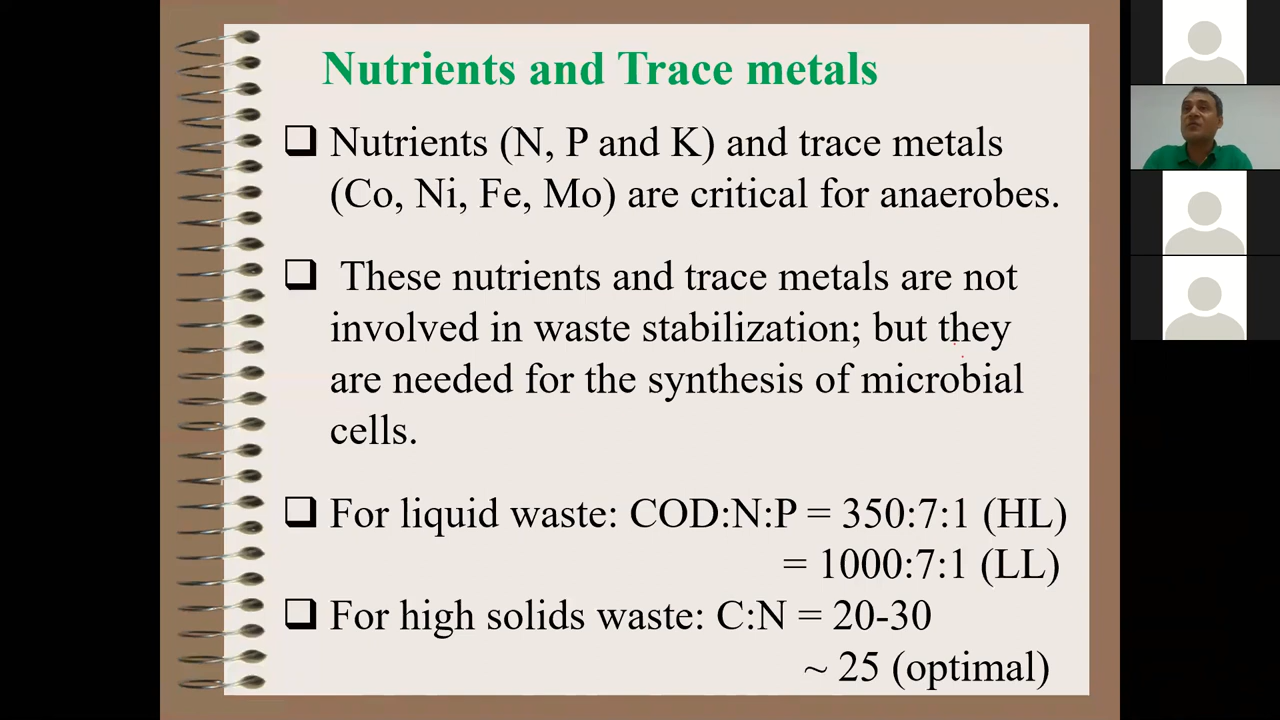 Nutrients and Trace metals
Nutrients (N, P and K) and trace metals
(Co, Ni, Fe, Mo) are critical for anaerobes.
These nutrients and trace metals are not
involved in waste stabilization; but they
are needed for the synthesis of microbial
cells.
For liquid waste: COD:N:P = 350:7:1 (HL)
= 1000:7:1 (LL)
For high solids waste: C:N = 20-30
~ 25 (optimal)